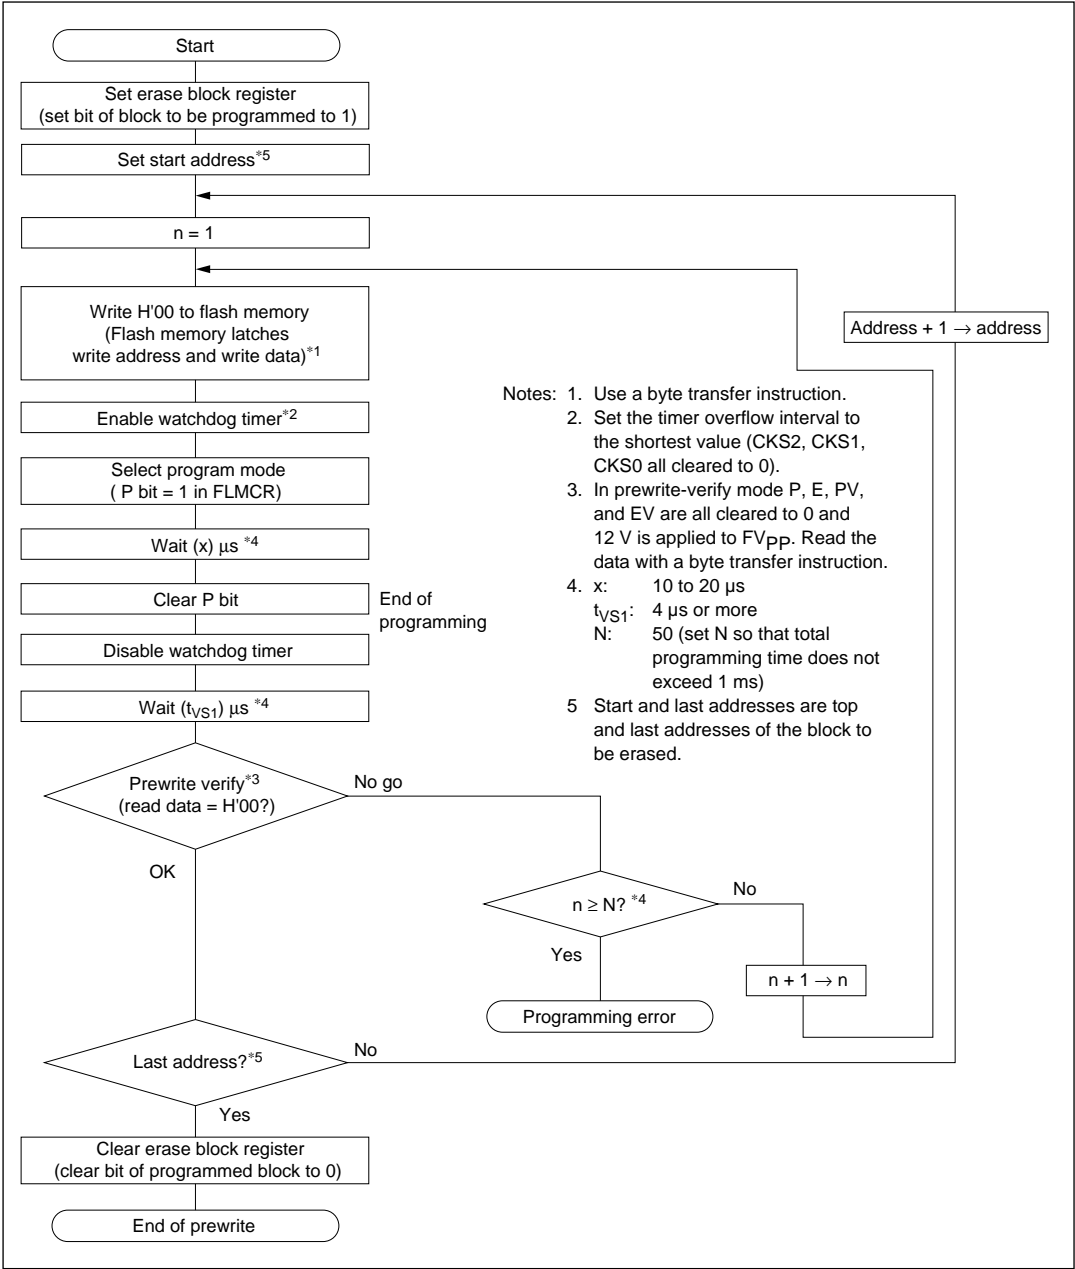 Start
Set erase block register
(set bit of block to be programmed to 1)
Set start address*5
n = 1
Write H'00 to flash memory
(Flash memory latches
write address and write data)*1
Address + 1 → address
Enable watchdog timer*2
Select program mode
( P bit = 1 in FLMCR)
Wait (x) μs *4
Clear P bit
End of
programming
Disable watchdog timer
Wait (tVS1) μs *4
Notes: 1. Use a byte transfer instruction.
2. Set the timer overflow interval to
the shortest value (CKS2, CKS1,
CKS0 all cleared to 0).
3. In prewrite-verify mode P, E, PV,
and EV are all cleared to 0 and
12 V is applied to FVPP. Read the
data with a byte transfer instruction.
4. x: 10 to 20 μs
tVS1: 4 μs or more
N: 50 (set N so that total
programming time does not
exceed 1 ms)
5 Start and last addresses are top
and last addresses of the block to
be erased.
Prewrite verify*3
(read data = H'00?)
No go
OK
n ≥ N? *4
No
Yes
n + 1 → n
Programming error
Last address?*5
No
Yes
Clear erase block register
(clear bit of programmed block to 0)
End of prewrite